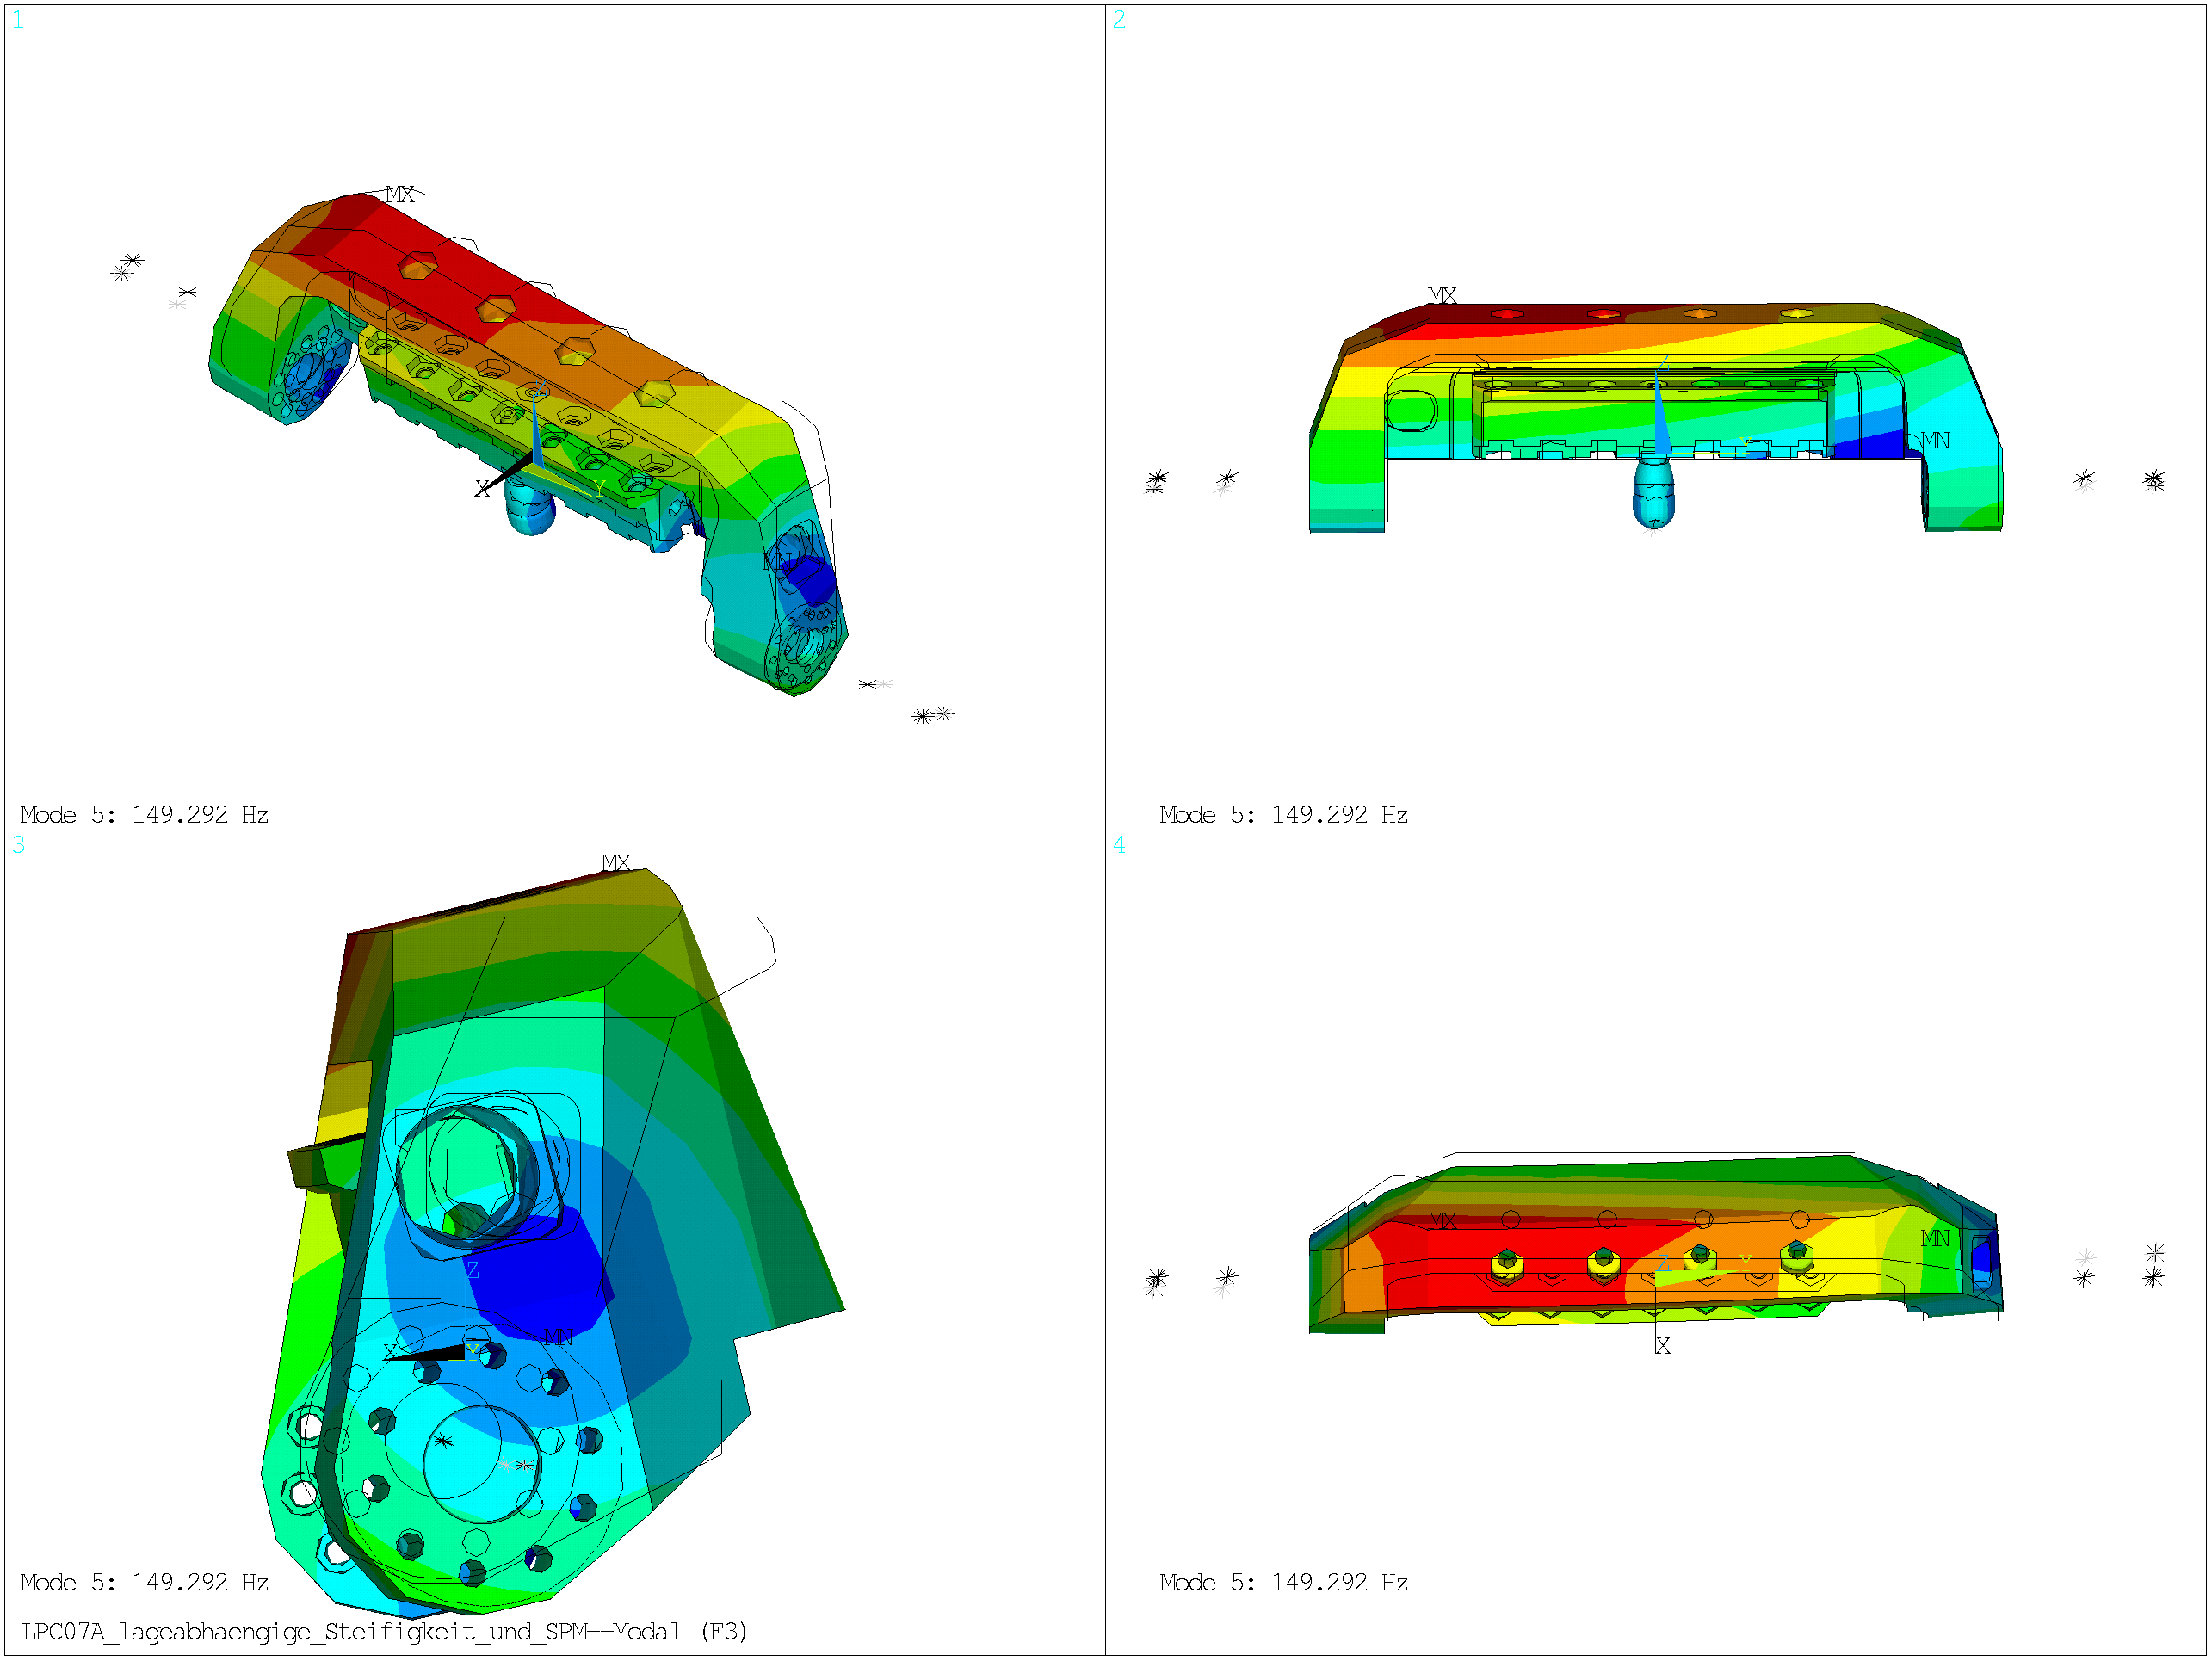 1
MX
Z
X
Y
MN
Mode 5: 149.292 Hz
2
MX
Z
Y
MN
Mode 5: 149.292 Hz
3
MX
Z
MN
X
Y
Mode 5: 149.292 Hz
LPC07A_lageabhaengige_Steifigkeit_und_SPM--Modal (F3)
4
MX
MN
Z
Y
X
Mode 5: 149.292 Hz